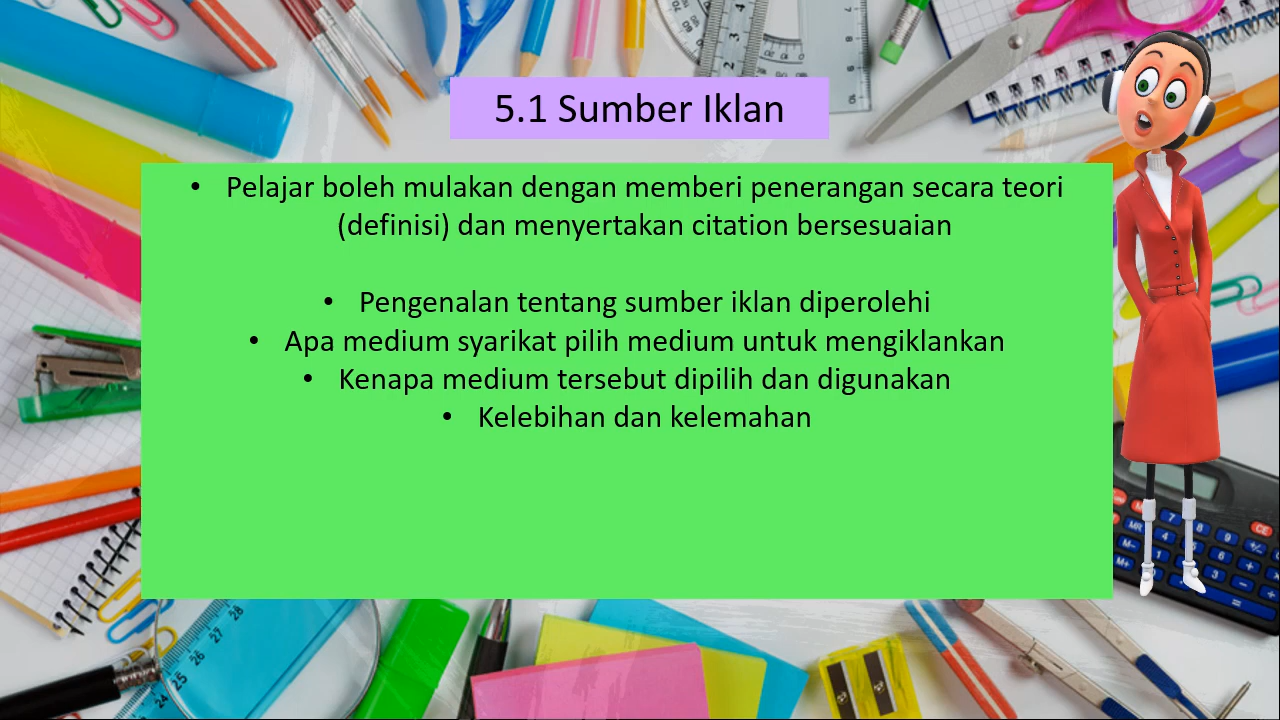 5.1 Sumber Iklan
• Pelajar boleh mulakan dengan memberi penerangan secara teori
(definisi) dan menyertakan citation bersesuaian
• Pengenalan tentang sumber iklan diperolehi
• Apa medium syarikat pilih medium untuk mengiklankan
• Kenapa medium tersebut dipilih dan digunakan
• Kelebihan dan kelemahan